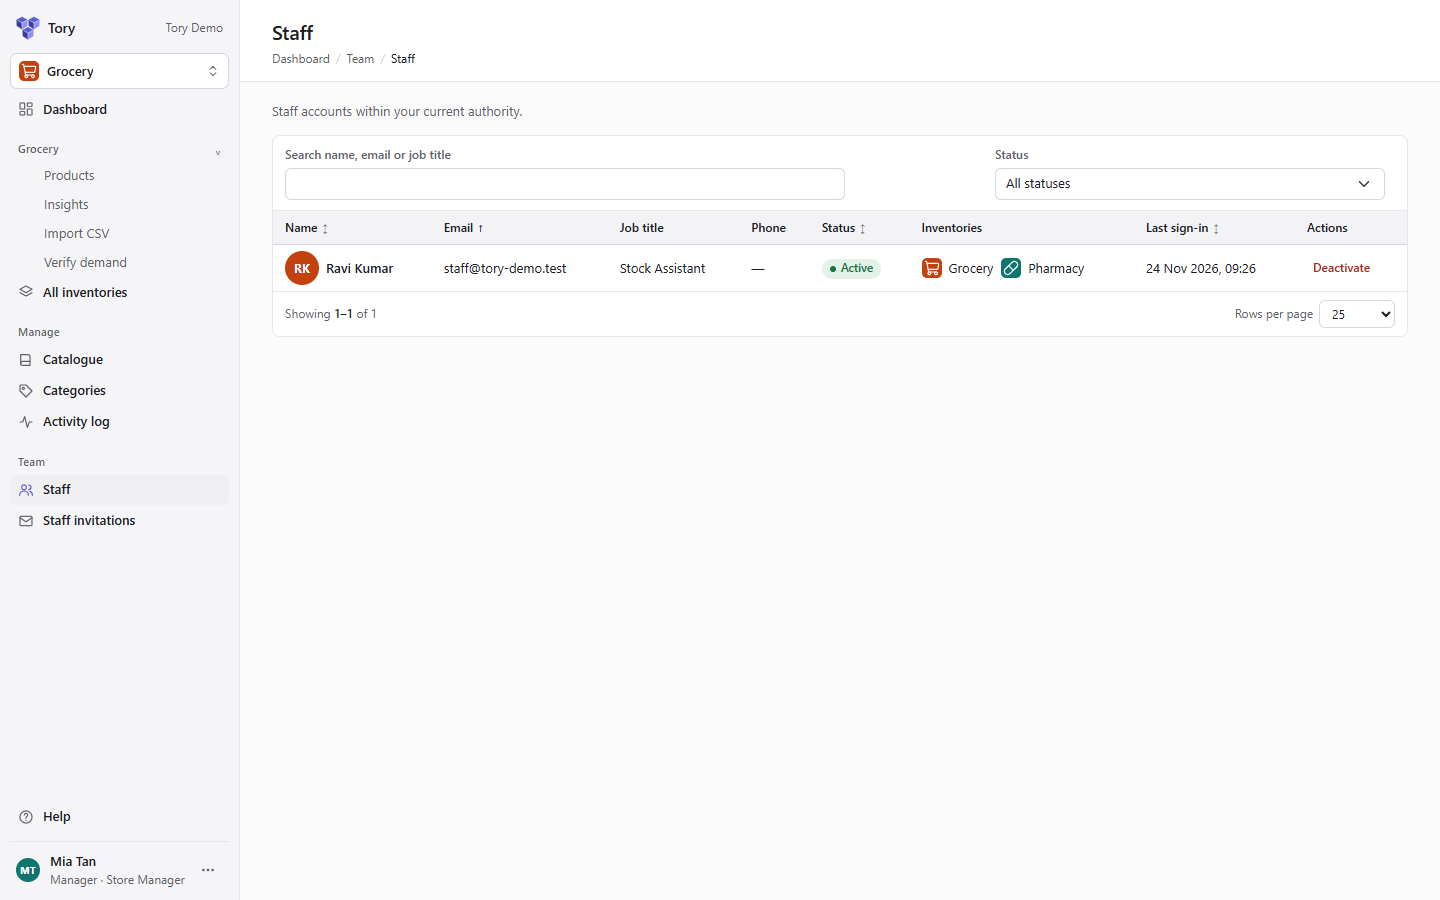 Tory
Tory Demo
Grocery
Dashboard
Grocery
Products
Insights
Import CSV
Verify demand
All inventories
Manage
Catalogue
Categories
Activity log
Team
Staff
Staff invitations
Help
MT
Mia Tan
Manager · Store Manager
Staff
Dashboard / Team / Staff
Staff accounts within your current authority.
Search name, email or job title
Status
All statuses
Name ↕ Email ↑ Job title Phone Status ↕ Inventories Last sign-in ↕ Actions
RK Ravi Kumar staff@tory-demo.test Stock Assistant — Active Grocery Pharmacy 24 Nov 2026, 09:26 Deactivate
Showing 1–1 of 1
Rows per page 25